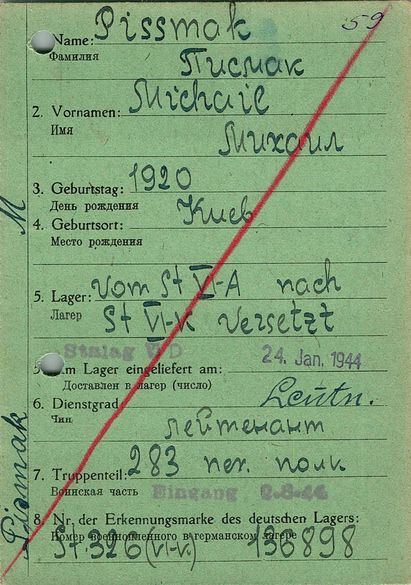 59
Name: Pissmak
Фамилия
Писмак
2. Vornamen: Michail
Имя
Михаил
3. Geburtstag: 1920
День рождения
Киев
4. Geburtsort:
Место рождения
5. Lager: vom St VI-A nach
Лагерь
St VI-K versetzt
Stalag VI D 24. Jan. 1944
5. Im Lager eingeliefert am:
Доставлен в лагерь (число)
6. Dienstgrad: Leutn.
Чин
лейтенант
7. Truppenteil: 283 пех. полк
Воинская часть Eingang 2.8.44
8. Nr. der Erkennungsmarke des deutschen Lagers:
Номер военнопленного в германском лагере
St. 326 (VI-K) 136898
M
Pismak